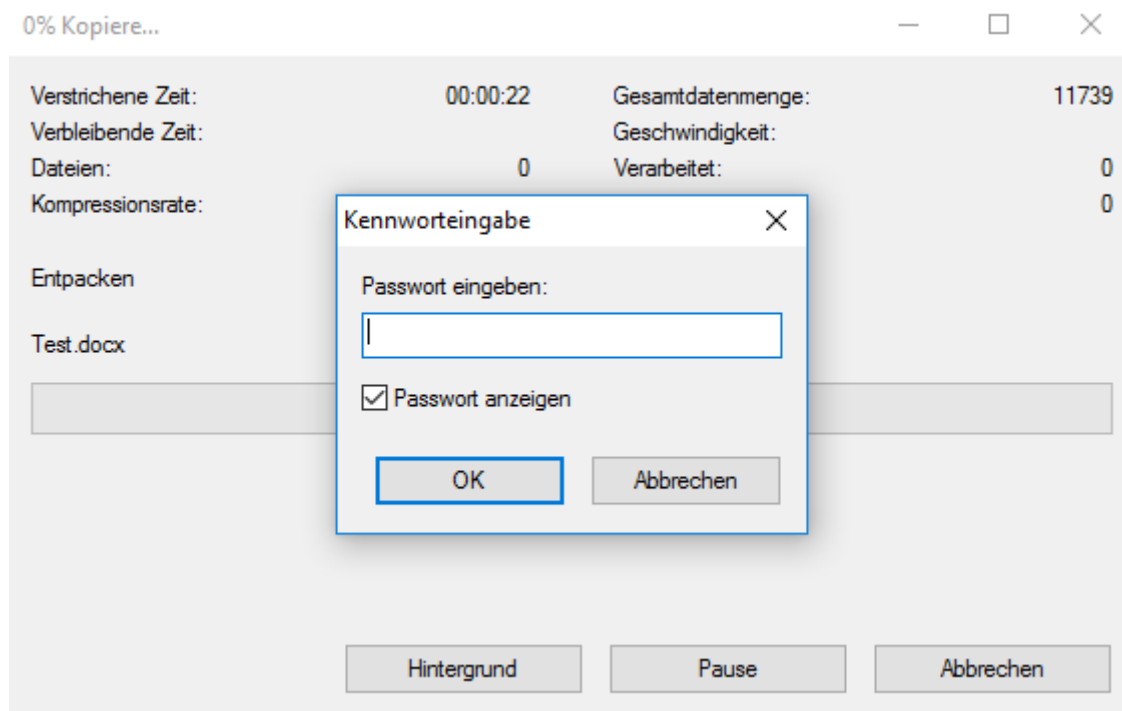 0% Kopiere...
Verstrichene Zeit: 00:00:22 Gesamtdatenmenge: 11739
Verbleibende Zeit: Geschwindigkeit:
Dateien: 0 Verarbeitet: 0
Kompressionsrate: 0
Kennworteingabe
Entpacken
Passwort eingeben:
Test.docx
Passwort anzeigen
OK Abbrechen
Hintergrund Pause Abbrechen